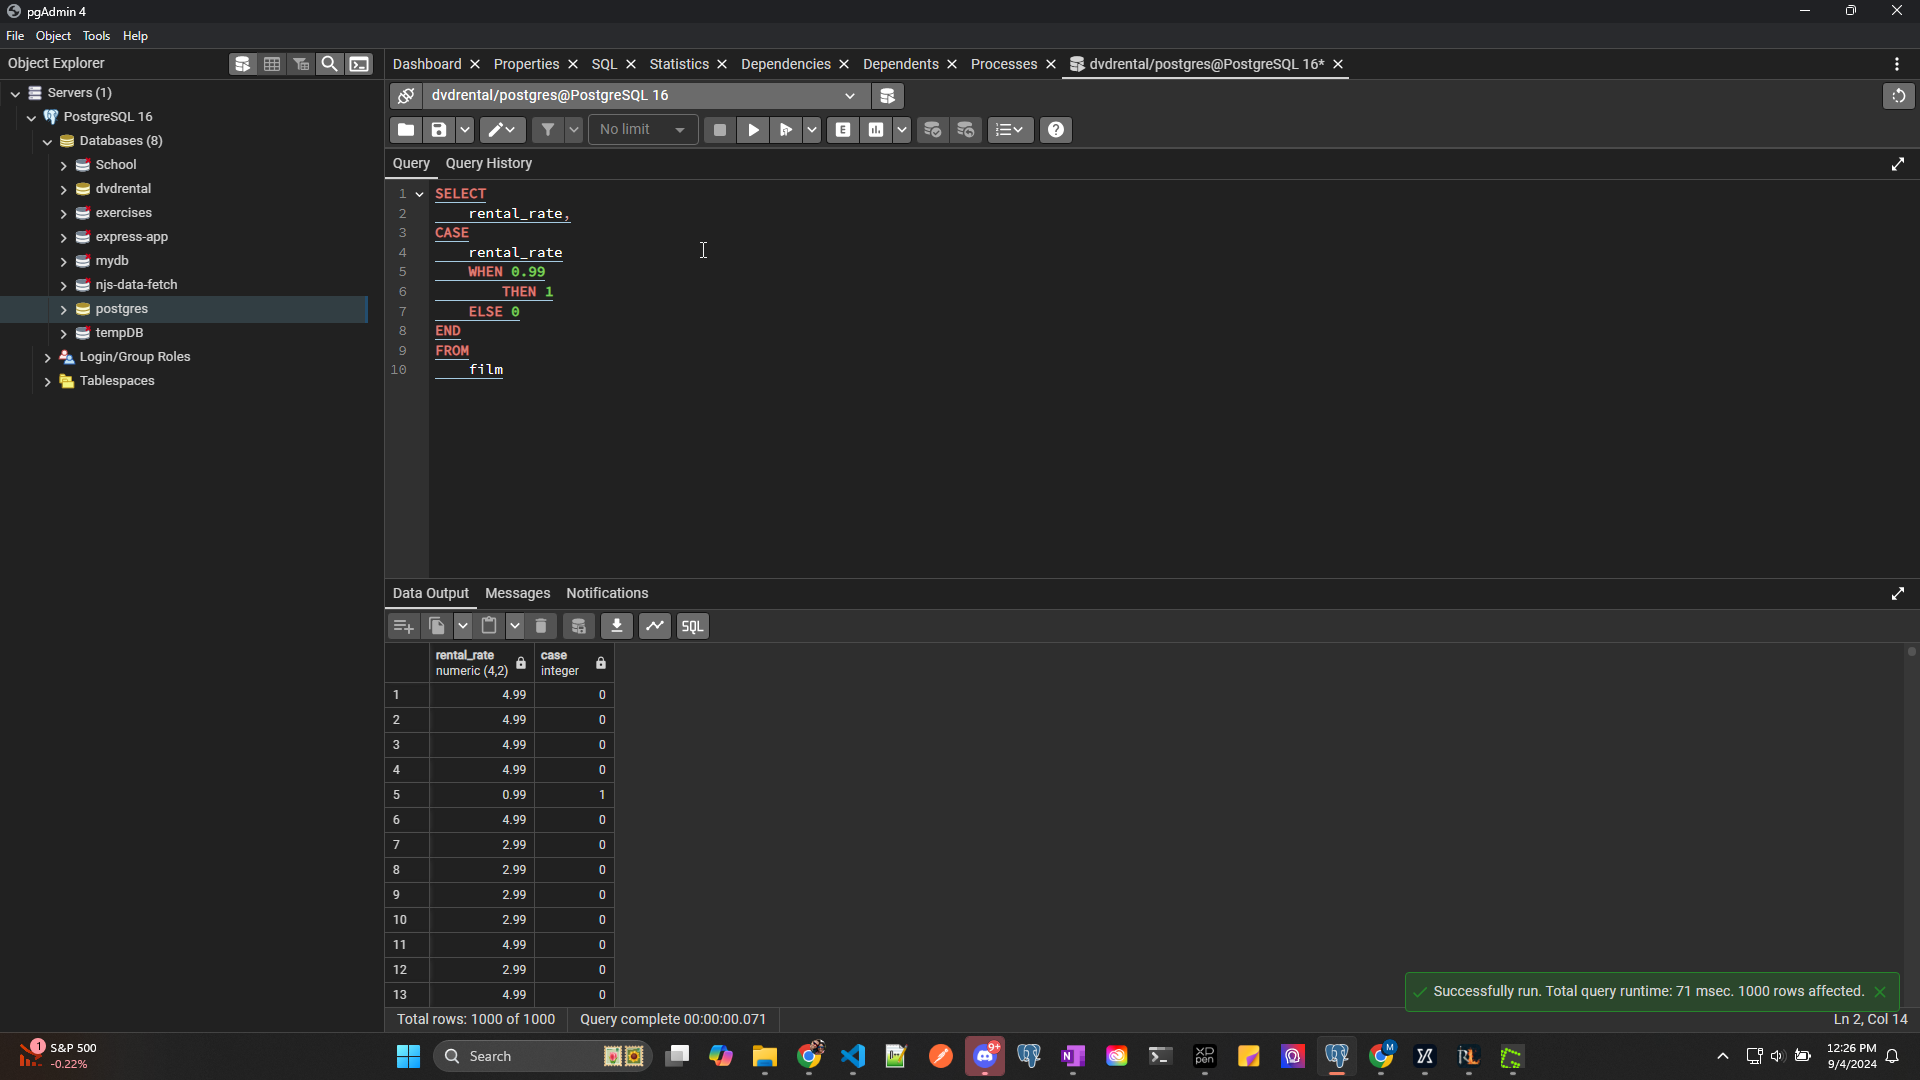 pgAdmin 4
File Object Tools Help
Object Explorer
Dashboard Properties SQL Statistics Dependencies Dependents Processes dvdrental/postgres@PostgreSQL 16*
Servers (1)
PostgreSQL 16
Databases (8)
School
dvdrental
exercises
express-app
mydb
njs-data-fetch
postgres
tempDB
Login/Group Roles
Tablespaces
dvdrental/postgres@PostgreSQL 16
No limit
E
Query Query History
1 SELECT
2 rental_rate,
3 CASE
4 rental_rate
5 WHEN 0.99
6 THEN 1
7 ELSE 0
8 END
9 FROM
10 film
Data Output Messages Notifications
SQL
rental_rate case
numeric (4,2) integer
1 4.99 0
2 4.99 0
3 4.99 0
4 4.99 0
5 0.99 1
6 4.99 0
7 2.99 0
8 2.99 0
9 2.99 0
10 2.99 0
11 4.99 0
12 2.99 0
13 4.99 0
Successfully run. Total query runtime: 71 msec. 1000 rows affected.
Total rows: 1000 of 1000 Query complete 00:00:00.071 Ln 2, Col 14
1
S&P 500
-0.22%
Search
9+
XP
pen
M
12:26 PM
9/4/2024